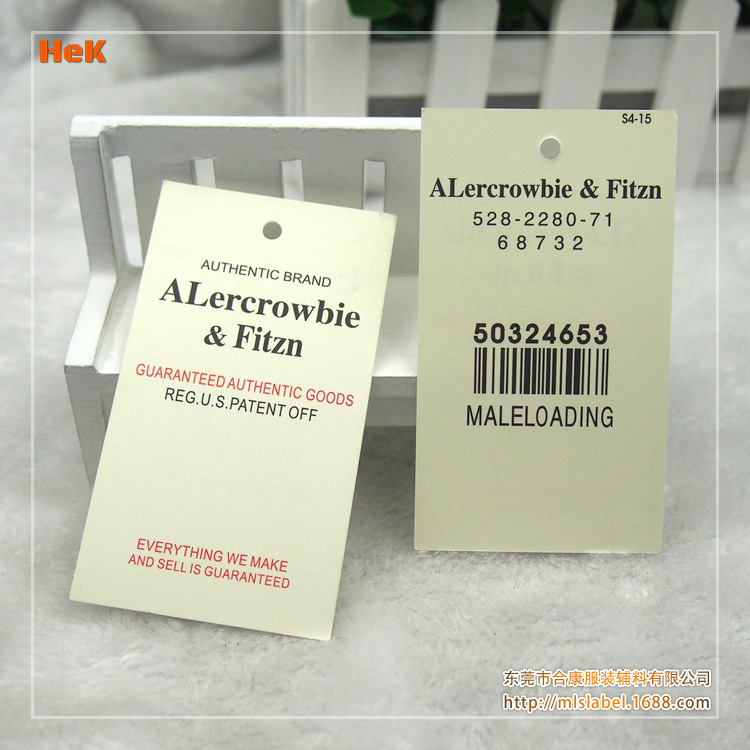 HeK
AUTHENTIC BRAND
ALercrowbie
& Fitzn
GUARANTEED AUTHENTIC GOODS
REG.U.S.PATENT OFF
EVERYTHING WE MAKE
AND SELL IS GUARANTEED
S4-15
ALercrowbie & Fitzn
528-2280-71
68732
50324653
MALELOADING
东莞市合康服装辅料有限公司
http://mlslabel.1688.com